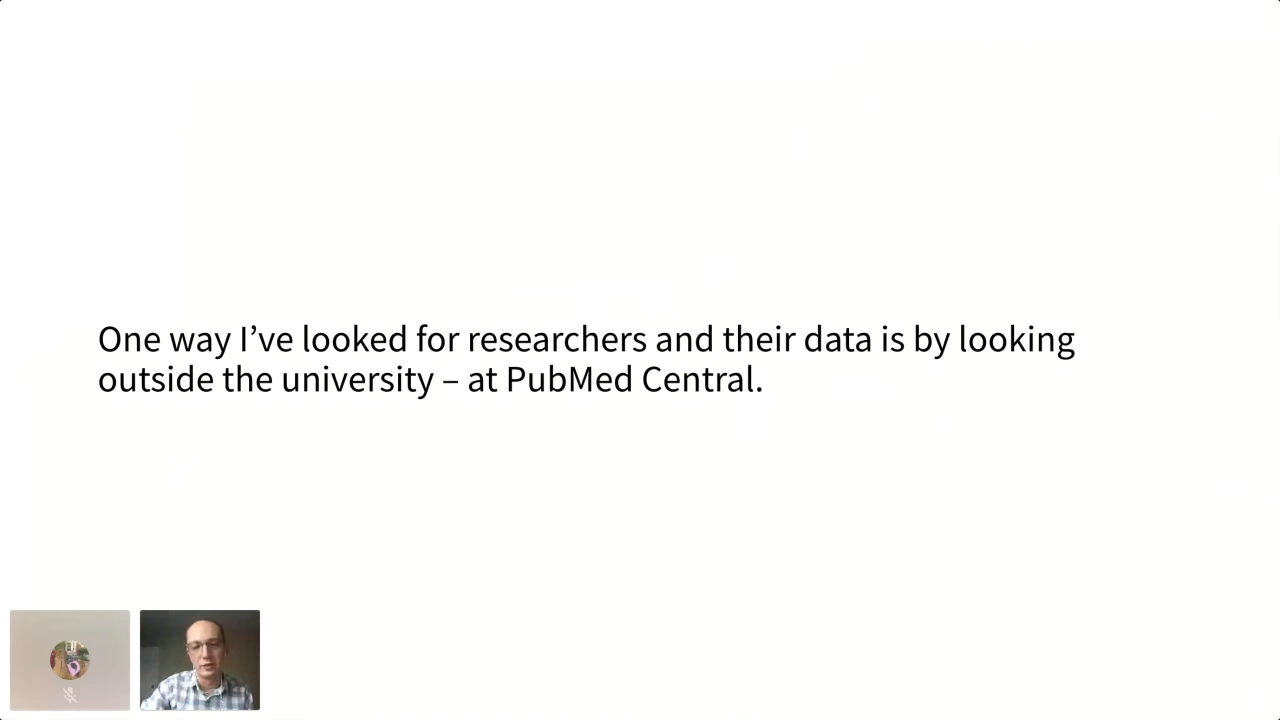 One way I’ve looked for researchers and their data is by looking
outside the university – at PubMed Central.